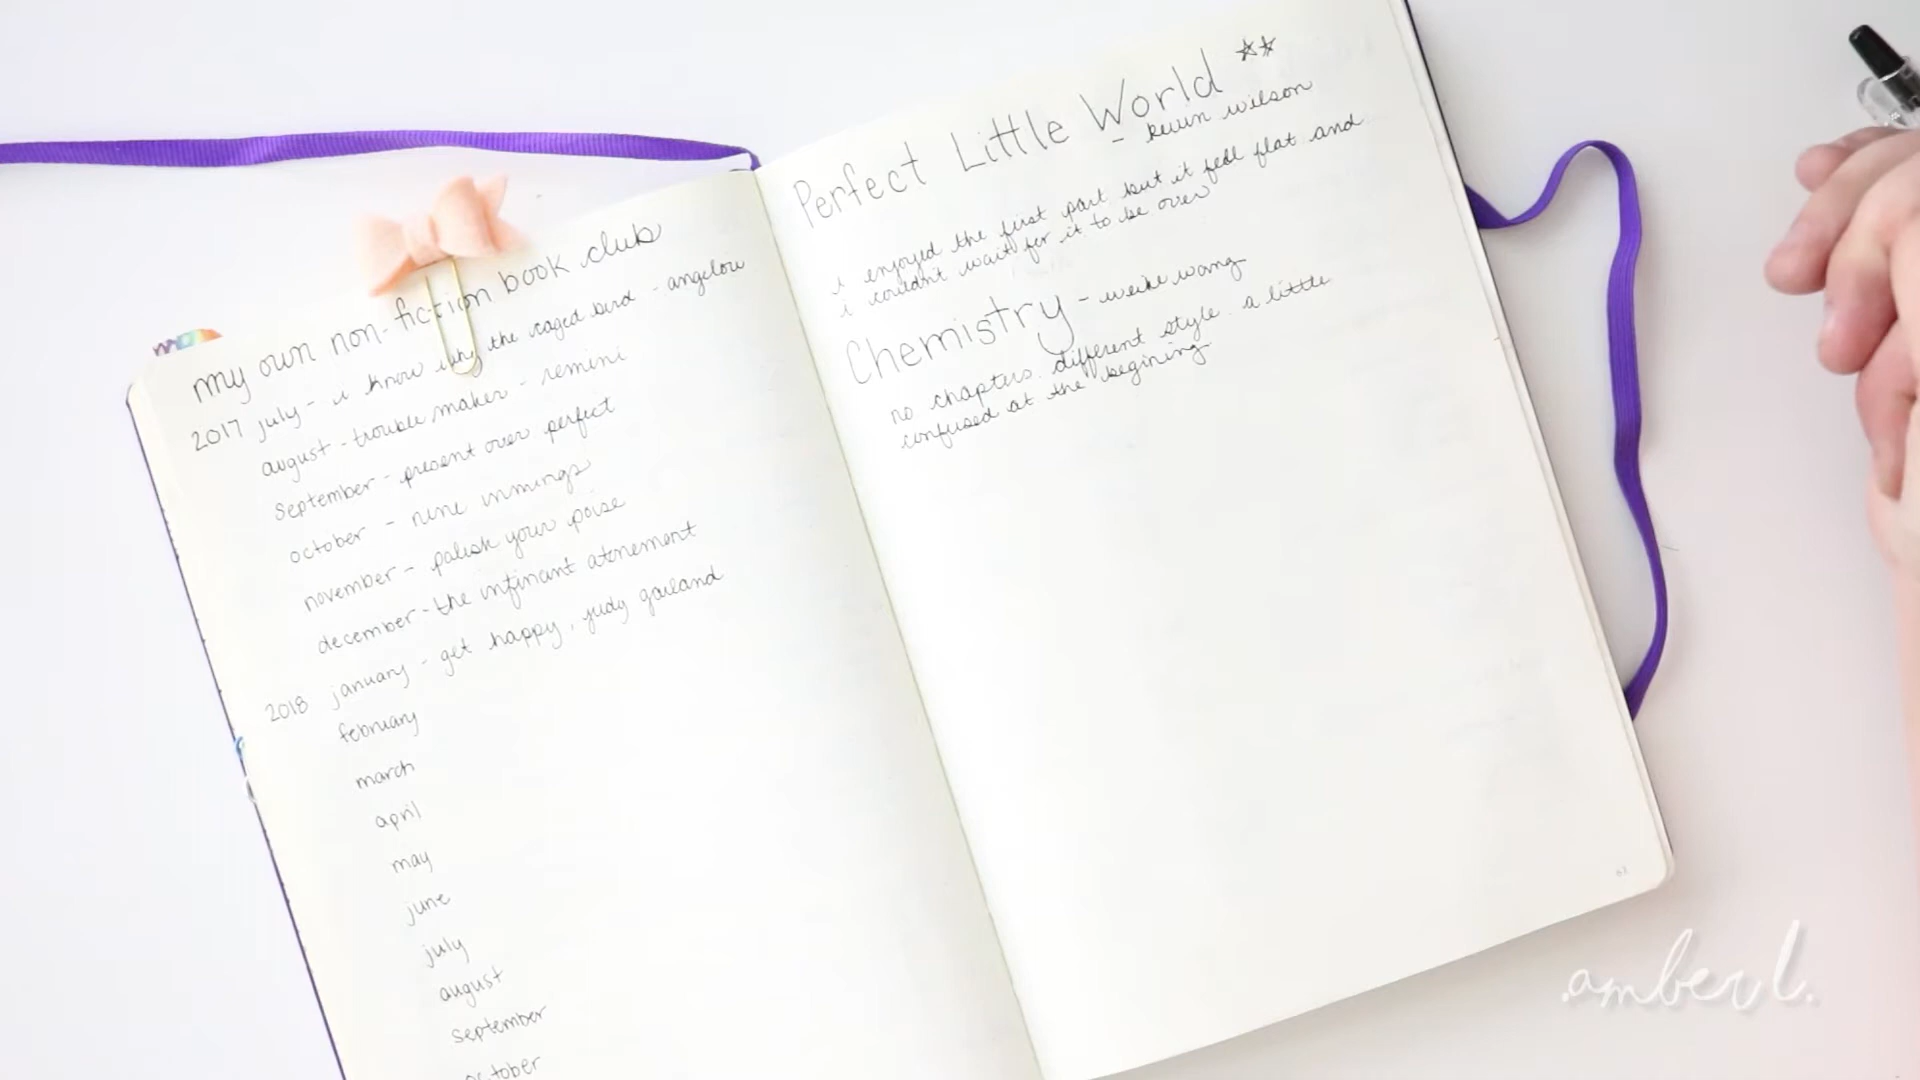 my own non-fiction book club
2017 july - i know why the caged bird - angelou
august - trouble maker - remini
september - present over perfect
october - nine innings
november - polish your poise
december - the infinant atonement
2018 january - get happy, judy garland
february
march
april
may
june
july
august
september
october
Perfect Little World ☆☆
- kevin wilson
i enjoyed the first part but it fell flat and
i couldn't wait for it to be over
Chemistry - weike wang
no chapters. different style. a little
confused at the begining
.amber l.